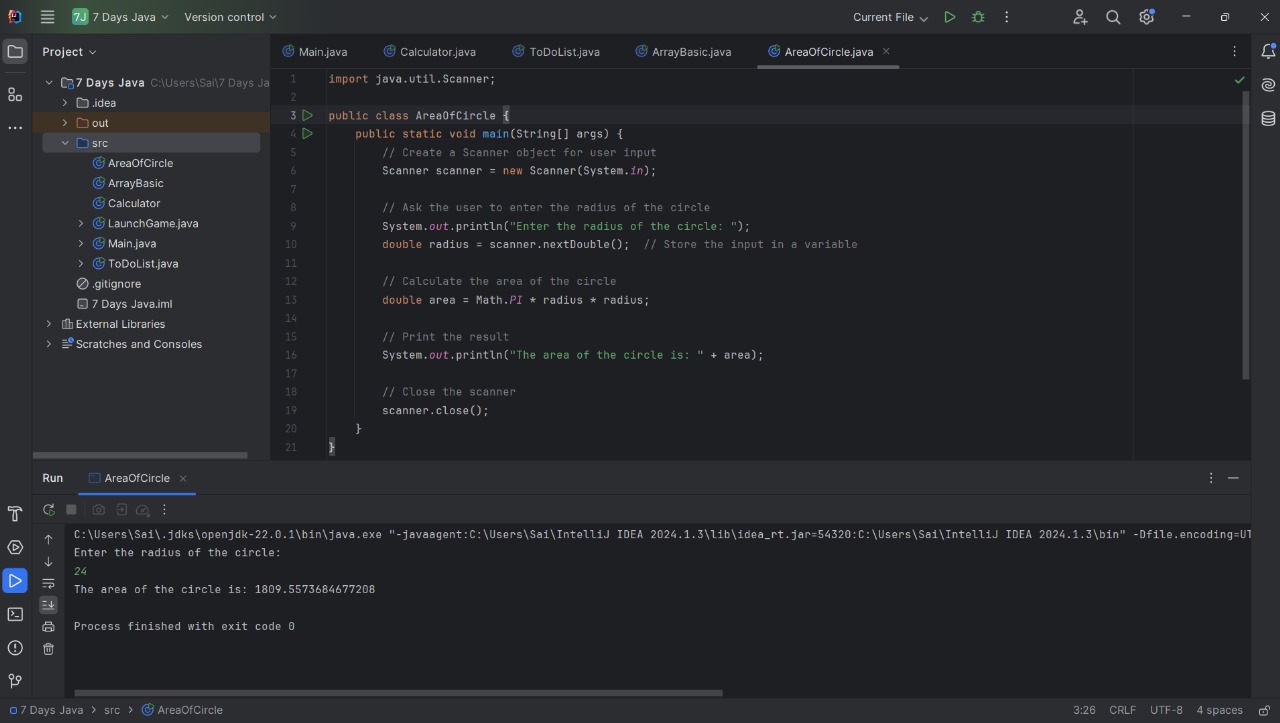 7J 7 Days Java Version control Current File
Project
Main.java Calculator.java ToDoList.java ArrayBasic.java AreaOfCircle.java
7 Days Java C:\Users\Sai\7 Days Ja
.idea
out
src
AreaOfCircle
ArrayBasic
Calculator
LaunchGame.java
Main.java
ToDoList.java
.gitignore
7 Days Java.iml
External Libraries
Scratches and Consoles
1 import java.util.Scanner;
2
3 public class AreaOfCircle {
4 public static void main(String[] args) {
5 // Create a Scanner object for user input
6 Scanner scanner = new Scanner(System.in);
7
8 // Ask the user to enter the radius of the circle
9 System.out.println("Enter the radius of the circle: ");
10 double radius = scanner.nextDouble(); // Store the input in a variable
11
12 // Calculate the area of the circle
13 double area = Math.PI * radius * radius;
14
15 // Print the result
16 System.out.println("The area of the circle is: " + area);
17
18 // Close the scanner
19 scanner.close();
20 }
21 }
Run AreaOfCircle
C:\Users\Sai\.jdks\openjdk-22.0.1\bin\java.exe "-javaagent:C:\Users\Sai\IntelliJ IDEA 2024.1.3\lib\idea_rt.jar=54320:C:\Users\Sai\IntelliJ IDEA 2024.1.3\bin" -Dfile.encoding=UT
Enter the radius of the circle:
24
The area of the circle is: 1809.5573684677208
Process finished with exit code 0
7 Days Java > src > AreaOfCircle 3:26 CRLF UTF-8 4 spaces